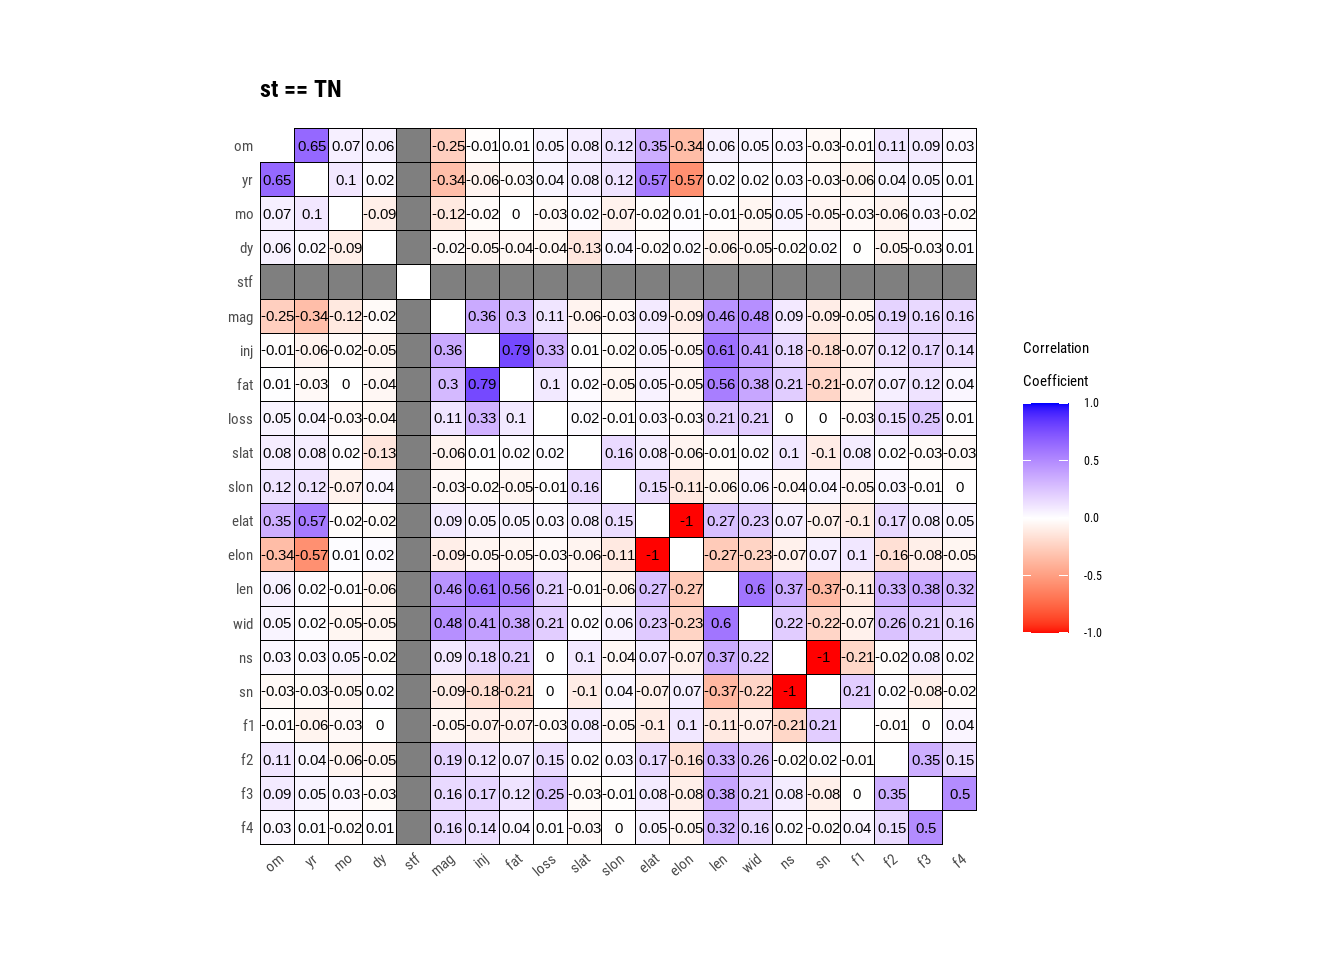 st == TN
om 0.65 0.07 0.06 -0.25 -0.01 0.01 0.05 0.08 0.12 0.35 -0.34 0.06 0.05 0.03 -0.03 -0.01 0.11 0.09 0.03
yr 0.65 0.1 0.02 -0.34 -0.06 -0.03 0.04 0.08 0.12 0.57 -0.57 0.02 0.02 0.03 -0.03 -0.06 0.04 0.05 0.01
mo 0.07 0.1 -0.09 -0.12 -0.02 0 -0.03 0.02 -0.07 -0.02 0.01 -0.01 -0.05 0.05 -0.05 -0.03 -0.06 0.03 -0.02
dy 0.06 0.02 -0.09 -0.02 -0.05 -0.04 -0.04 -0.13 0.04 -0.02 0.02 -0.06 -0.05 -0.02 0.02 0 -0.05 -0.03 0.01
stf
mag -0.25 -0.34 -0.12 -0.02 0.36 0.3 0.11 -0.06 -0.03 0.09 -0.09 0.46 0.48 0.09 -0.09 -0.05 0.19 0.16 0.16
inj -0.01 -0.06 -0.02 -0.05 0.36 0.79 0.33 0.01 -0.02 0.05 -0.05 0.61 0.41 0.18 -0.18 -0.07 0.12 0.17 0.14
fat 0.01 -0.03 0 -0.04 0.3 0.79 0.1 0.02 -0.05 0.05 -0.05 0.56 0.38 0.21 -0.21 -0.07 0.07 0.12 0.04
loss 0.05 0.04 -0.03 -0.04 0.11 0.33 0.1 0.02 -0.01 0.03 -0.03 0.21 0.21 0 0 -0.03 0.15 0.25 0.01
slat 0.08 0.08 0.02 -0.13 -0.06 0.01 0.02 0.02 0.16 0.08 -0.06 -0.01 0.02 0.1 -0.1 0.08 0.02 -0.03 -0.03
slon 0.12 0.12 -0.07 0.04 -0.03 -0.02 -0.05 -0.01 0.16 0.15 -0.11 -0.06 0.06 -0.04 0.04 -0.05 0.03 -0.01 0
elat 0.35 0.57 -0.02 -0.02 0.09 0.05 0.05 0.03 0.08 0.15 -1 0.27 0.23 0.07 -0.07 -0.1 0.17 0.08 0.05
elon -0.34 -0.57 0.01 0.02 -0.09 -0.05 -0.05 -0.03 -0.06 -0.11 -1 -0.27 -0.23 -0.07 0.07 0.1 -0.16 -0.08 -0.05
len 0.06 0.02 -0.01 -0.06 0.46 0.61 0.56 0.21 -0.01 -0.06 0.27 -0.27 0.6 0.37 -0.37 -0.11 0.33 0.38 0.32
wid 0.05 0.02 -0.05 -0.05 0.48 0.41 0.38 0.21 0.02 0.06 0.23 -0.23 0.6 0.22 -0.22 -0.07 0.26 0.21 0.16
ns 0.03 0.03 0.05 -0.02 0.09 0.18 0.21 0 0.1 -0.04 0.07 -0.07 0.37 0.22 -1 -0.21 -0.02 0.08 0.02
sn -0.03 -0.03 -0.05 0.02 -0.09 -0.18 -0.21 0 -0.1 0.04 -0.07 0.07 -0.37 -0.22 -1 0.21 0.02 -0.08 -0.02
f1 -0.01 -0.06 -0.03 0 -0.05 -0.07 -0.07 -0.03 0.08 -0.05 -0.1 0.1 -0.11 -0.07 -0.21 0.21 -0.01 0 0.04
f2 0.11 0.04 -0.06 -0.05 0.19 0.12 0.07 0.15 0.02 0.03 0.17 -0.16 0.33 0.26 -0.02 0.02 -0.01 0.35 0.15
f3 0.09 0.05 0.03 -0.03 0.16 0.17 0.12 0.25 -0.03 -0.01 0.08 -0.08 0.38 0.21 0.08 -0.08 0 0.35 0.5
f4 0.03 0.01 -0.02 0.01 0.16 0.14 0.04 0.01 -0.03 0 0.05 -0.05 0.32 0.16 0.02 -0.02 0.04 0.15 0.5
om yr mo dy stf mag inj fat loss slat slon elat elon len wid ns sn f1 f2 f3 f4
Correlation
Coefficient
1.0
0.5
0.0
-0.5
-1.0